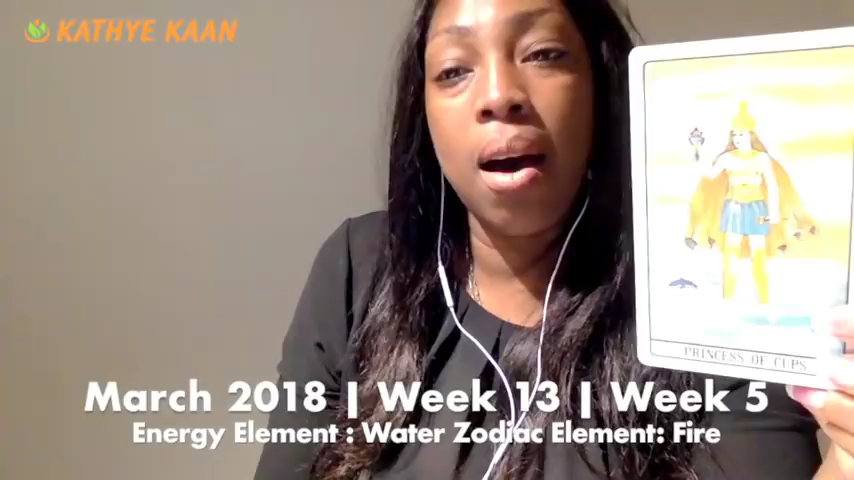 KATHYE KAAN
PRINCESS OF CUPS
March 2018 | Week 13 | Week 5
Energy Element : Water Zodiac Element: Fire